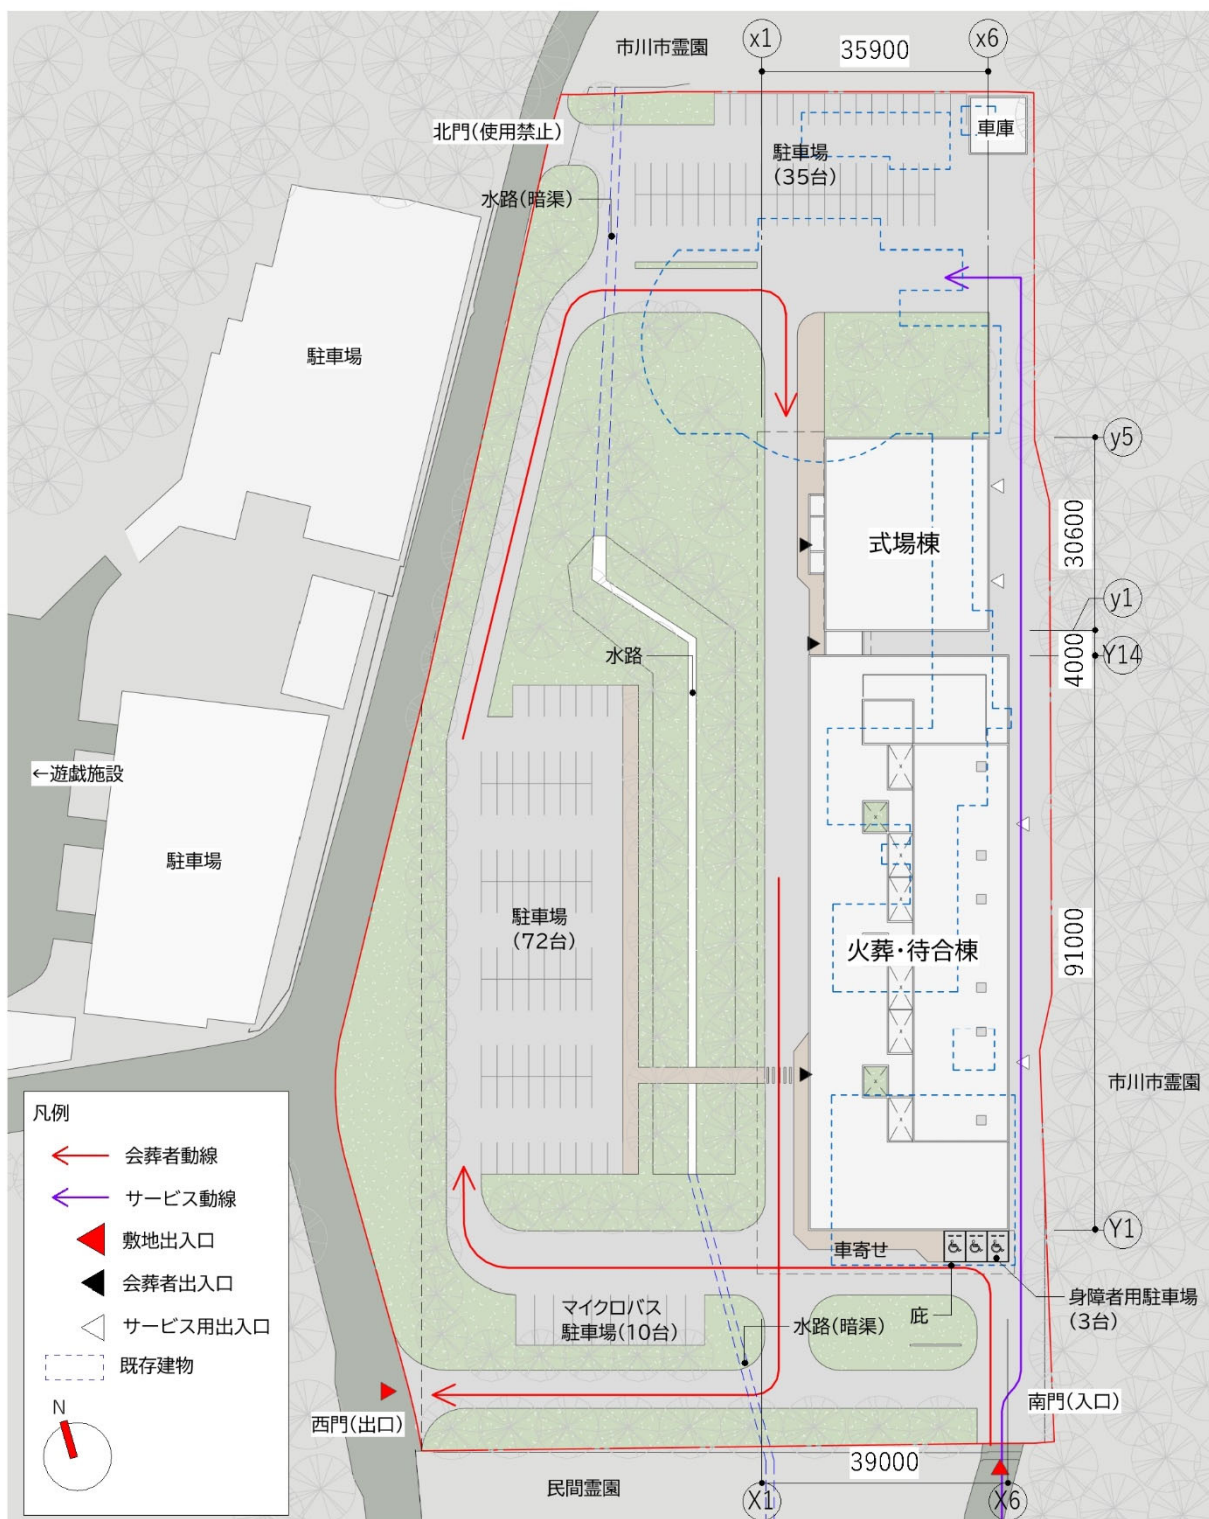 市川市霊園
x1
35900
x6
北門(使用禁止)
車庫
駐車場
(35台)
水路(暗渠)
駐車場
y5
式場棟
30600
y1
水路
4000
Y14
←遊戯施設
駐車場
駐車場
(72台)
火葬・待合棟
91000
市川市霊園
凡例
会葬者動線
サービス動線
敷地出入口
会葬者出入口
サービス用出入口
既存建物
N
車寄せ
Y1
マイクロバス
駐車場(10台)
水路(暗渠)
庇
身障者用駐車場
(3台)
西門(出口)
南門(入口)
39000
民間霊園
X1
X6